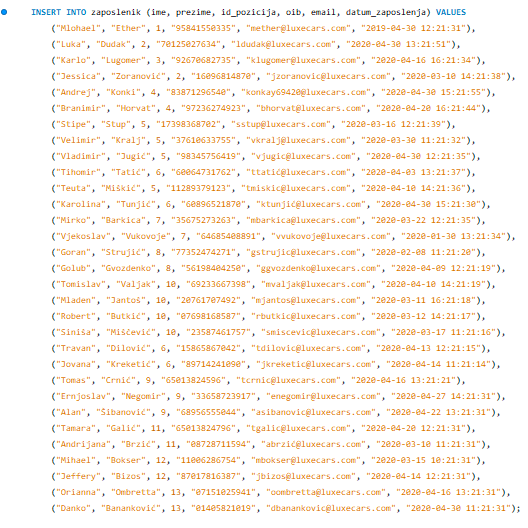 INSERT INTO zaposlenik (ime, prezime, id_pozicija, oib, email, datum_zaposlenja) VALUES
("Mlohael", "Ether", 1, "95841550335", "mether@luxecars.com", "2019-04-30 12:21:31"),
("Luka", "Dudak", 2, "70125027634", "ldudak@luxecars.com", "2020-04-30 13:21:51"),
("Karlo", "Lugomer", 3, "92670682735", "klugomer@luxecars.com", "2020-04-16 16:21:34"),
("Jessica", "Zoranović", 2, "16096814870", "jzoranovic@luxecars.com", "2020-03-10 14:21:38"),
("Andrej", "Konki", 4, "83871296540", "konkay69420@luxecars.com", "2020-04-30 15:21:55"),
("Branimir", "Horvat", 4, "97236274923", "bhorvat@luxecars.com", "2020-04-20 16:21:44"),
("Stipe", "Stup", 5, "17398368702", "sstup@luxecars.com", "2020-03-16 12:21:39"),
("Velimir", "Kralj", 5, "37610633755", "vkralj@luxecars.com", "2020-03-30 11:21:32"),
("Vladimir", "Jugić", 5, "98345756419", "vjugic@luxecars.com", "2020-04-30 12:21:35"),
("Tihomir", "Tatić", 6, "60064731762", "ttatić@luxecars.com", "2020-04-03 13:21:37"),
("Teuta", "Miškić", 5, "11289379123", "tmiskic@luxecars.com", "2020-04-10 14:21:36"),
("Karolina", "Tunjić", 6, "60896521870", "ktunjić@luxecars.com", "2020-04-30 15:21:30"),
("Mirko", "Barkica", 7, "35675273263", "mbarkica@luxecars.com", "2020-03-22 12:21:35"),
("Vjekoslav", "Vukovoje", 7, "64685408891", "vvukovoje@luxecars.com", "2020-01-30 13:21:34"),
("Goran", "Strujić", 8, "77352474271", "gstrujic@luxecars.com", "2020-02-08 11:21:20"),
("Golub", "Gvozdenko", 8, "56198404250", "ggvozdenko@luxecars.com", "2020-04-09 12:21:19"),
("Tomislav", "Valjak", 10, "69233667398", "mvaljak@luxecars.com", "2020-04-10 14:21:19"),
("Mladen", "Jantoš", 10, "20761707492", "mjantos@luxecars.com", "2020-03-11 16:21:18"),
("Robert", "Butkić", 10, "07698168587", "rbutkic@luxecars.com", "2020-04-12 14:21:17"),
("Siniša", "Miščević", 10, "23587461757", "smiscevic@luxecars.com", "2020-03-17 11:21:16"),
("Travan", "Dilović", 6, "15865867042", "tdilovic@luxecars.com", "2020-04-13 12:21:15"),
("Jovana", "Kreketić", 6, "89714241090", "jkreketic@luxecars.com", "2020-04-14 11:21:14"),
("Tomas", "Crnić", 9, "65013824596", "tcrnic@luxecars.com", "2020-04-16 13:21:21"),
("Ernjoslav", "Negomir", 9, "33658723917", "enegomir@luxecars.com", "2020-04-27 14:21:31"),
("Alan", "Šibanović", 9, "68956555044", "asibanovic@luxecars.com", "2020-04-22 13:21:31"),
("Tamara", "Galić", 11, "65013824796", "tgalic@luxecars.com", "2020-04-20 12:21:31"),
("Andrijana", "Brzić", 11, "08728711594", "abrzić@luxecars.com", "2020-03-10 11:21:31"),
("Mihael", "Bokser", 12, "11006286754", "mbokser@luxecars.com", "2020-03-15 10:21:31"),
("Jeffery", "Bizos", 12, "87017816387", "jbizos@luxecars.com", "2020-04-14 12:21:31"),
("Orianna", "Ombretta", 13, "07151025941", "oombretta@luxecars.com", "2020-04-16 13:21:31"),
("Danko", "Bananković", 13, "01405821019", "dbanankovic@luxecars.com", "2020-04-30 11:21:31");